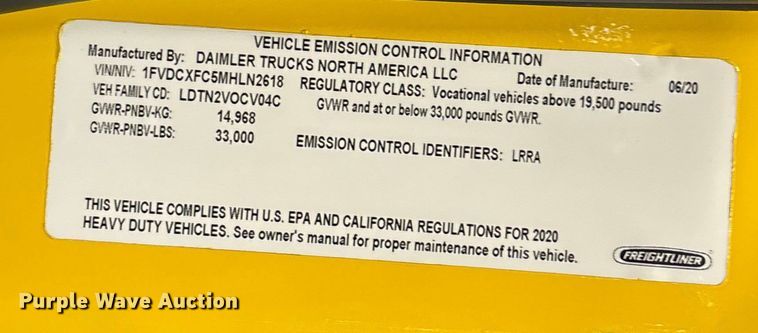 VEHICLE EMISSION CONTROL INFORMATION
Manufactured By: DAIMLER TRUCKS NORTH AMERICA LLC Date of Manufacture: 06/20
VIN/NIV: 1FVDCXFC5MHLN2618 REGULATORY CLASS: Vocational vehicles above 19,500 pounds
VEH FAMILY CD: LDTN2VOCV04C GVWR and at or below 33,000 pounds GVWR.
GVWR-PNBV-KG: 14,968
GVWR-PNBV-LBS: 33,000 EMISSION CONTROL IDENTIFIERS: LRRA
THIS VEHICLE COMPLIES WITH U.S. EPA AND CALIFORNIA REGULATIONS FOR 2020
HEAVY DUTY VEHICLES. See owner's manual for proper maintenance of this vehicle.
FREIGHTLINER
Purple Wave Auction